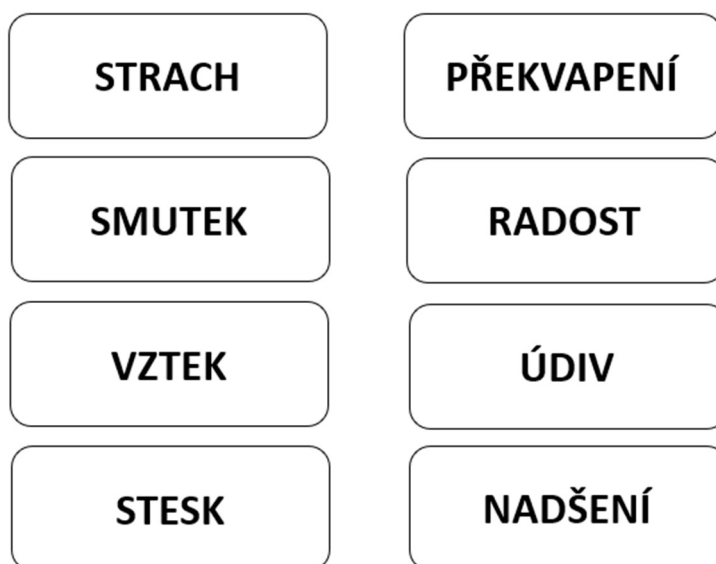 STRACH
PŘEKVAPENÍ
SMUTEK
RADOST
VZTEK
ÚDIV
STESK
NADŠENÍ